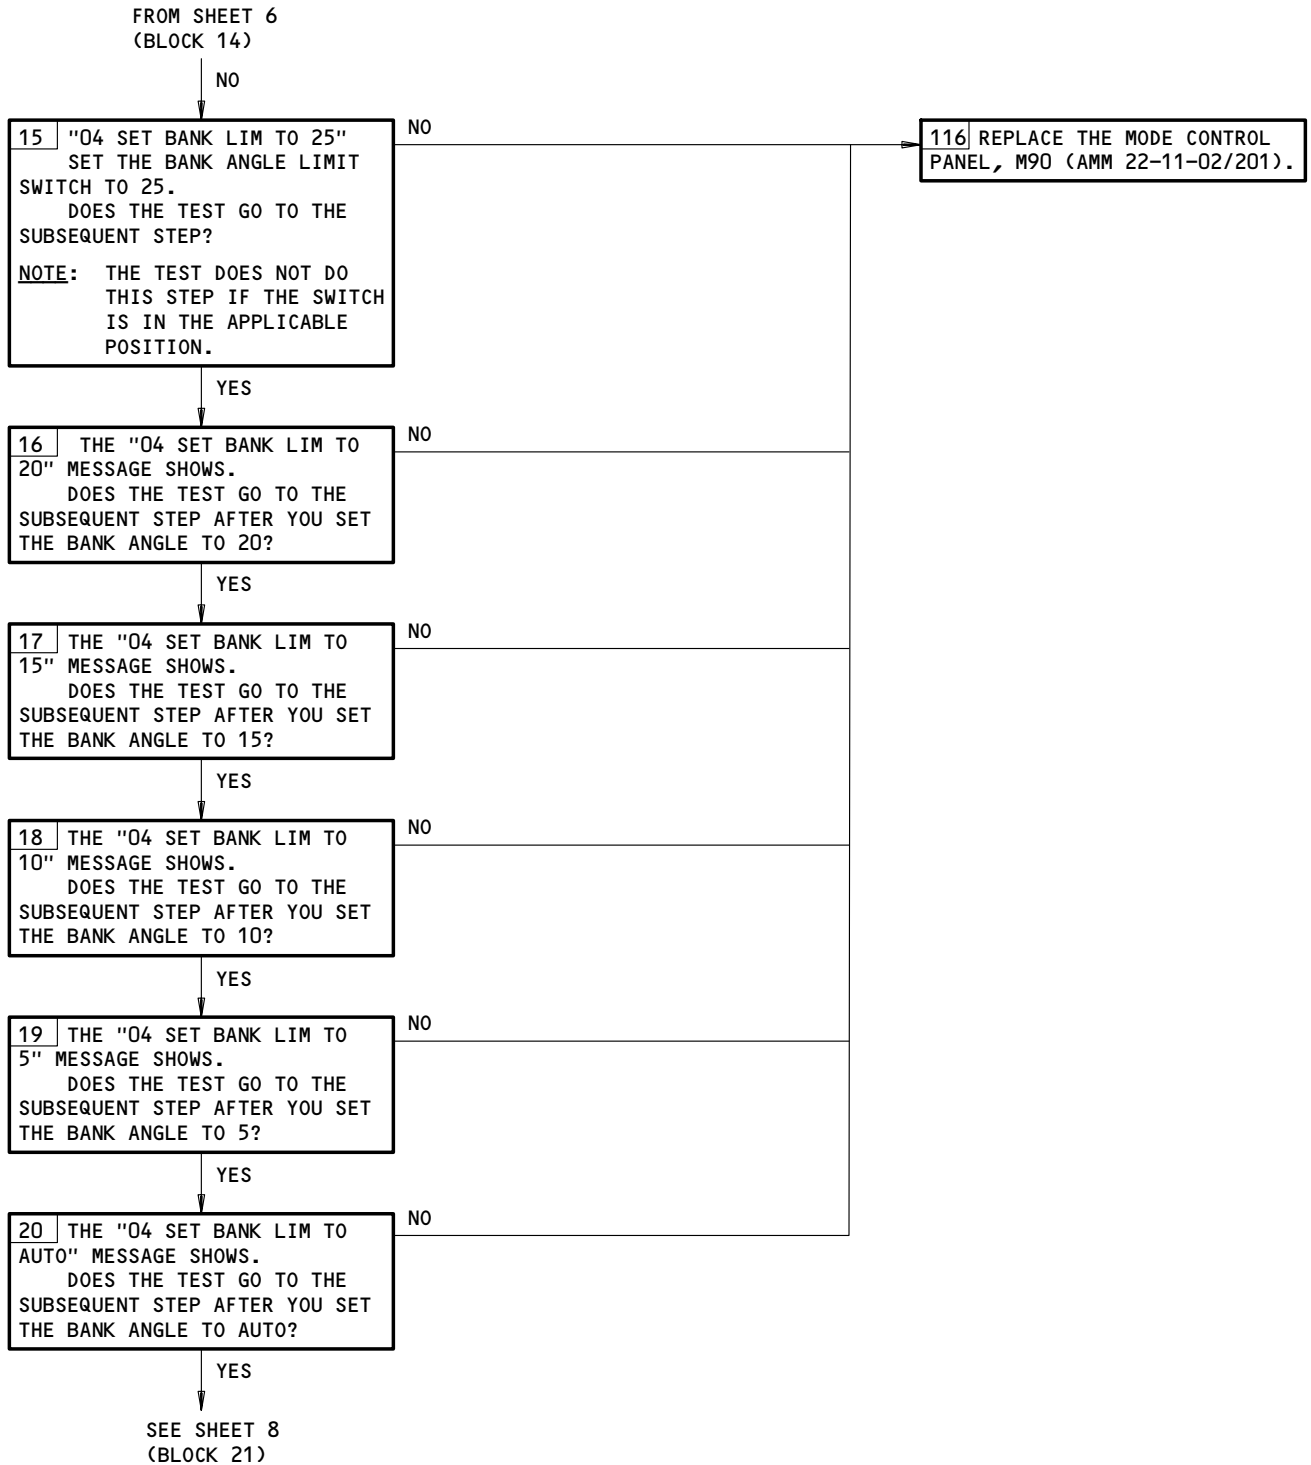 FROM SHEET 6
(BLOCK 14)
NO
15 "04 SET BANK LIM TO 25"
SET THE BANK ANGLE LIMIT
SWITCH TO 25.
DOES THE TEST GO TO THE
SUBSEQUENT STEP?
NOTE: THE TEST DOES NOT DO
THIS STEP IF THE SWITCH
IS IN THE APPLICABLE
POSITION.
NO
116 REPLACE THE MODE CONTROL
PANEL, M90 (AMM 22-11-02/201).
YES
16 THE "04 SET BANK LIM TO
20" MESSAGE SHOWS.
DOES THE TEST GO TO THE
SUBSEQUENT STEP AFTER YOU SET
THE BANK ANGLE TO 20?
NO
YES
17 THE "04 SET BANK LIM TO
15" MESSAGE SHOWS.
DOES THE TEST GO TO THE
SUBSEQUENT STEP AFTER YOU SET
THE BANK ANGLE TO 15?
NO
YES
18 THE "04 SET BANK LIM TO
10" MESSAGE SHOWS.
DOES THE TEST GO TO THE
SUBSEQUENT STEP AFTER YOU SET
THE BANK ANGLE TO 10?
NO
YES
19 THE "04 SET BANK LIM TO
5" MESSAGE SHOWS.
DOES THE TEST GO TO THE
SUBSEQUENT STEP AFTER YOU SET
THE BANK ANGLE TO 5?
NO
YES
20 THE "04 SET BANK LIM TO
AUTO" MESSAGE SHOWS.
DOES THE TEST GO TO THE
SUBSEQUENT STEP AFTER YOU SET
THE BANK ANGLE TO AUTO?
NO
YES
SEE SHEET 8
(BLOCK 21)